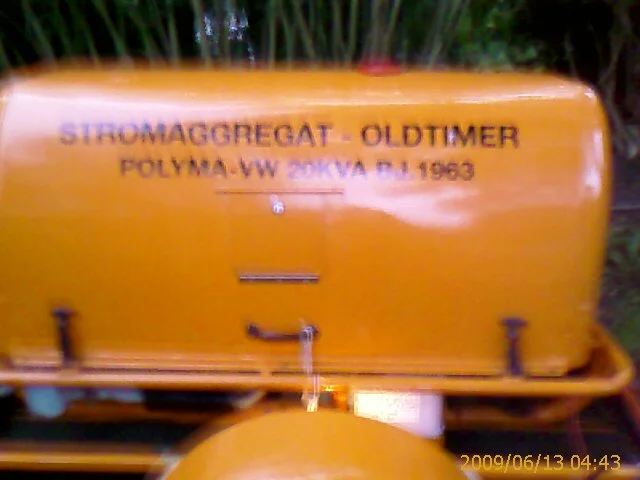 STROMAGGREGAT - OLDTIMER
POLYMA-VW 20KVA BJ.1963
2009/06/13 04:43